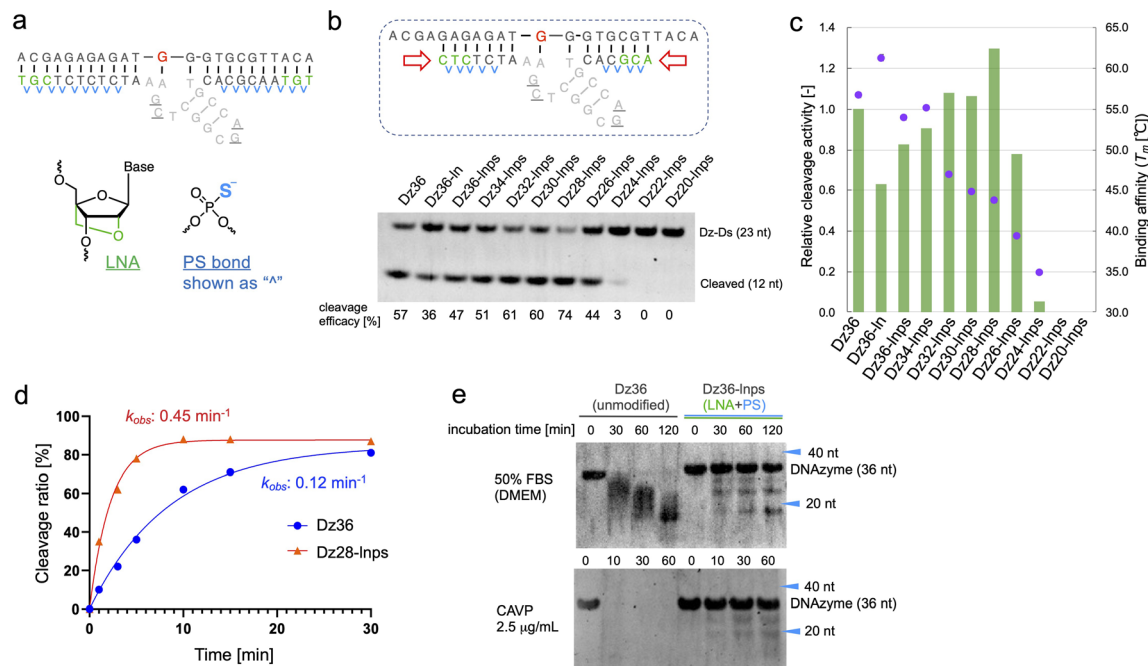 a
ACGAGAGAGAT G G-GTGCGTTACA
TGCTCTCTCTA A A T CACGCAATGT
G C T C G G C C A G
Base
O
O
O
LNA
S⁻
O=P-O
O
PS bond
shown as "^"
b
ACGAGAGAGAT G G-GTGCGTTACA
CTCTCTA A A T CACGCA
G C T C G G C C A G
Dz36
Dz36-ln
Dz36-lnps
Dz34-lnps
Dz32-lnps
Dz30-lnps
Dz28-lnps
Dz26-lnps
Dz24-lnps
Dz22-lnps
Dz20-lnps
Dz-Ds (23 nt)
Cleaved (12 nt)
cleavage
efficacy [%]
57 36 47 51 61 60 74 44 3 0 0
c
Relative cleavage activity [-]
1.4
1.2
1.0
0.8
0.6
0.4
0.2
0.0
65.0
60.0
55.0
50.0
45.0
40.0
35.0
30.0
Binding affinity (Tm [℃])
Dz36
Dz36-ln
Dz36-lnps
Dz34-lnps
Dz32-lnps
Dz30-lnps
Dz28-lnps
Dz26-lnps
Dz24-lnps
Dz22-lnps
Dz20-lnps
d
Cleavage ratio [%]
100
80
60
40
20
0
kobs: 0.45 min-1
kobs: 0.12 min-1
Dz36
Dz28-lnps
0 10 20 30
Time [min]
e
Dz36
(unmodified)
Dz36-lnps
(LNA+PS)
incubation time [min] 0 30 60 120 0 30 60 120
50% FBS
(DMEM)
40 nt
DNAzyme (36 nt)
20 nt
0 10 30 60 0 10 30 60
CAVP
2.5 μg/mL
40 nt
DNAzyme (36 nt)
20 nt